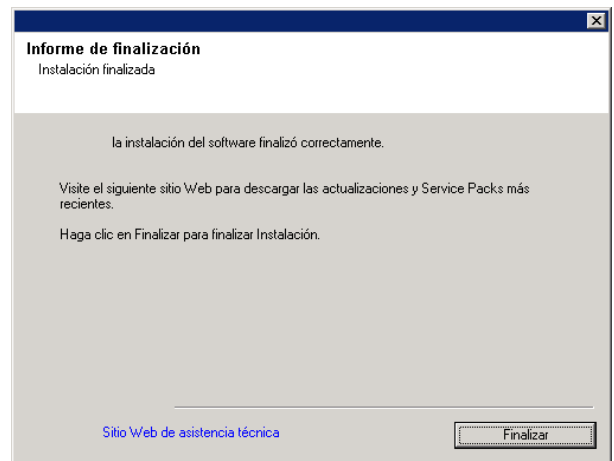 Informe de finalización
Instalación finalizada
la instalación del software finalizó correctamente.
Visite el siguiente sitio Web para descargar las actualizaciones y Service Packs más
recientes.
Haga clic en Finalizar para finalizar Instalación.
Sitio Web de asistencia técnica
Finalizar